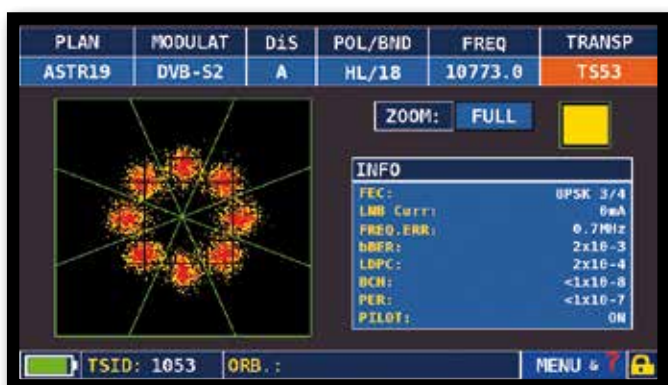 PLAN MODULAT DiS POL/BND FREQ TRANSP
ASTR19 DVB-S2 A HL/18 10773.0 TS53
ZOOM: FULL
INFO
FEC: 8PSK 3/4
LNB Curr: 0mA
FREQ.ERR: 0.7MHz
bBER: 2x10-3
LDPC: 2x10-4
BCH: <1x10-8
PER: <1x10-7
PILOT: ON
TSID: 1053 ORB.: MENU & ?